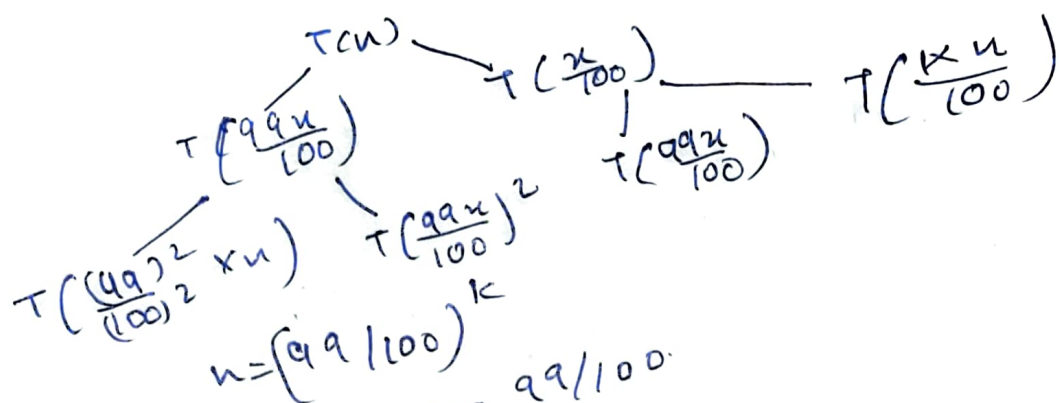 T(n)
T(n/100)
T(kn/100)
T(99n/100)
T(99n/100)
T((99)²/(100)² × n)
T(99n/100)²
n = (99/100)^k
99/100